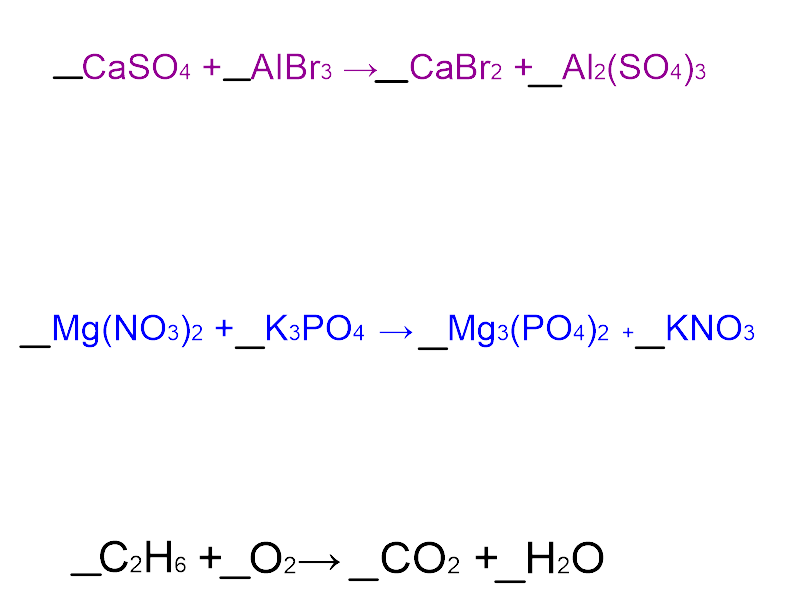 _CaSO4 +_AlBr3 →_CaBr2 +_Al2(SO4)3
_Mg(NO3)2 +_K3PO4 →_Mg3(PO4)2 +_KNO3
_C2H6 +_O2→_CO2 +_H2O